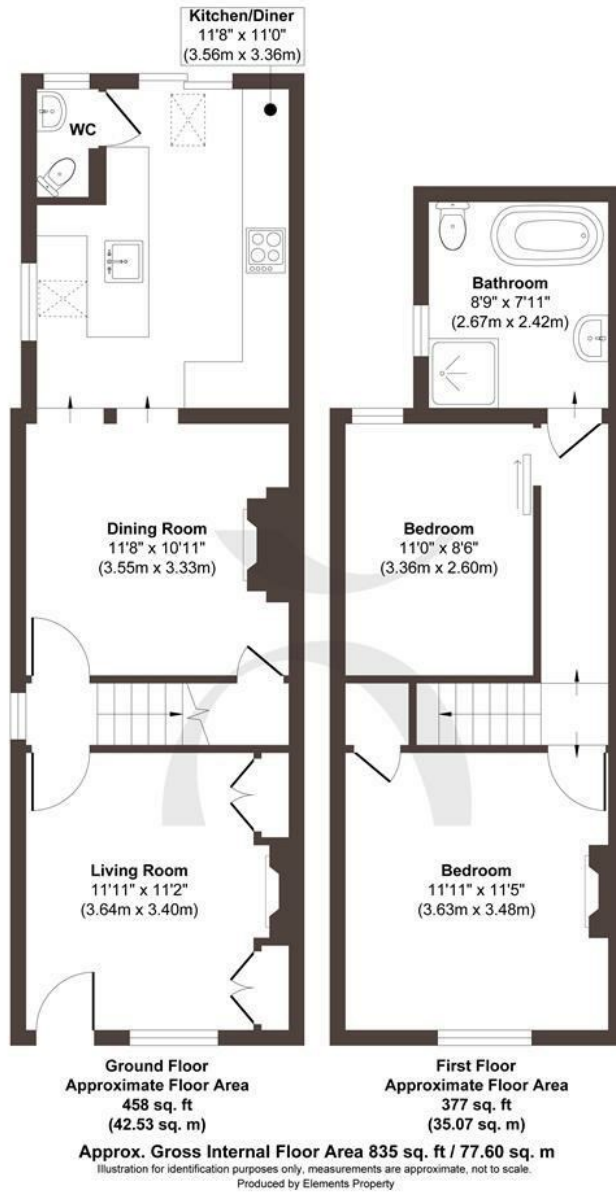 Kitchen/Diner
11'8" x 11'0"
(3.56m x 3.36m)
WC
Dining Room
11'8" x 10'11"
(3.55m x 3.33m)
Living Room
11'11" x 11'2"
(3.64m x 3.40m)
Ground Floor
Approximate Floor Area
458 sq. ft
(42.53 sq. m)
Bathroom
8'9" x 7'11"
(2.67m x 2.42m)
Bedroom
11'0" x 8'6"
(3.36m x 2.60m)
Bedroom
11'11" x 11'5"
(3.63m x 3.48m)
First Floor
Approximate Floor Area
377 sq. ft
(35.07 sq. m)
Approx. Gross Internal Floor Area 835 sq. ft / 77.60 sq. m
Illustration for identification purposes only, measurements are approximate, not to scale.
Produced by Elements Property